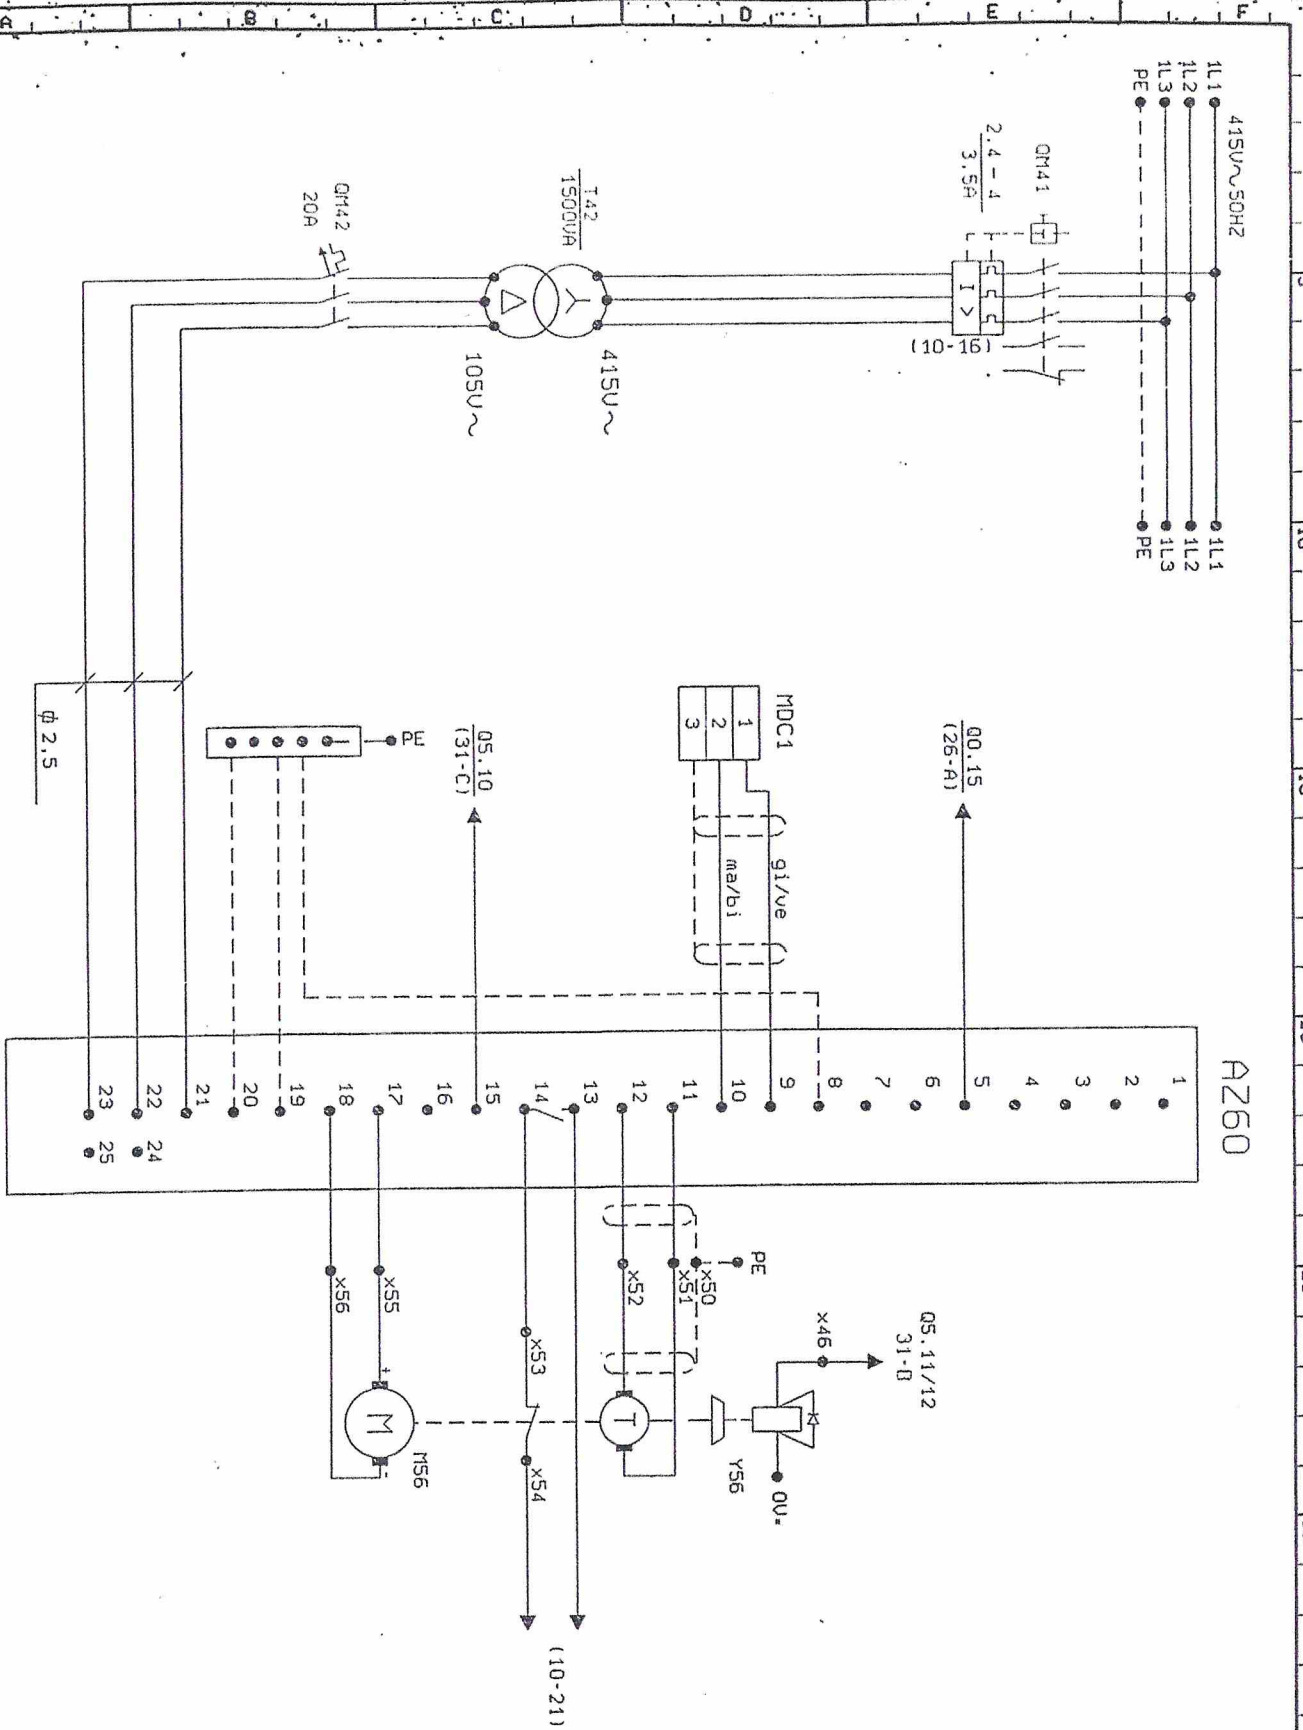 A B C D E F
1L1
1L2
1L3
PE
415V~50HZ
1L1
1L2
1L3
PE
QM41
2.4-4
3.5A
I >
(10-16)
T42
1500VA
415V~
105V~
QM42
20A
ϕ 2,5
PE
Q5.10
(31-C)
MDC1
1
2
3
gi/ve
ma/bi
Q0.15
(26-A)
AZ60
1
2
3
4
5
6
7
8
9
10
11
12
13
14
15
16
17
18
19
20
21
22
23
24
25
PE
x50
x51
x52
x53
x54
x55
x56
x46
Q5.11/12
31-B
0V=
Y56
T
M
+
-
M56
(10-21)